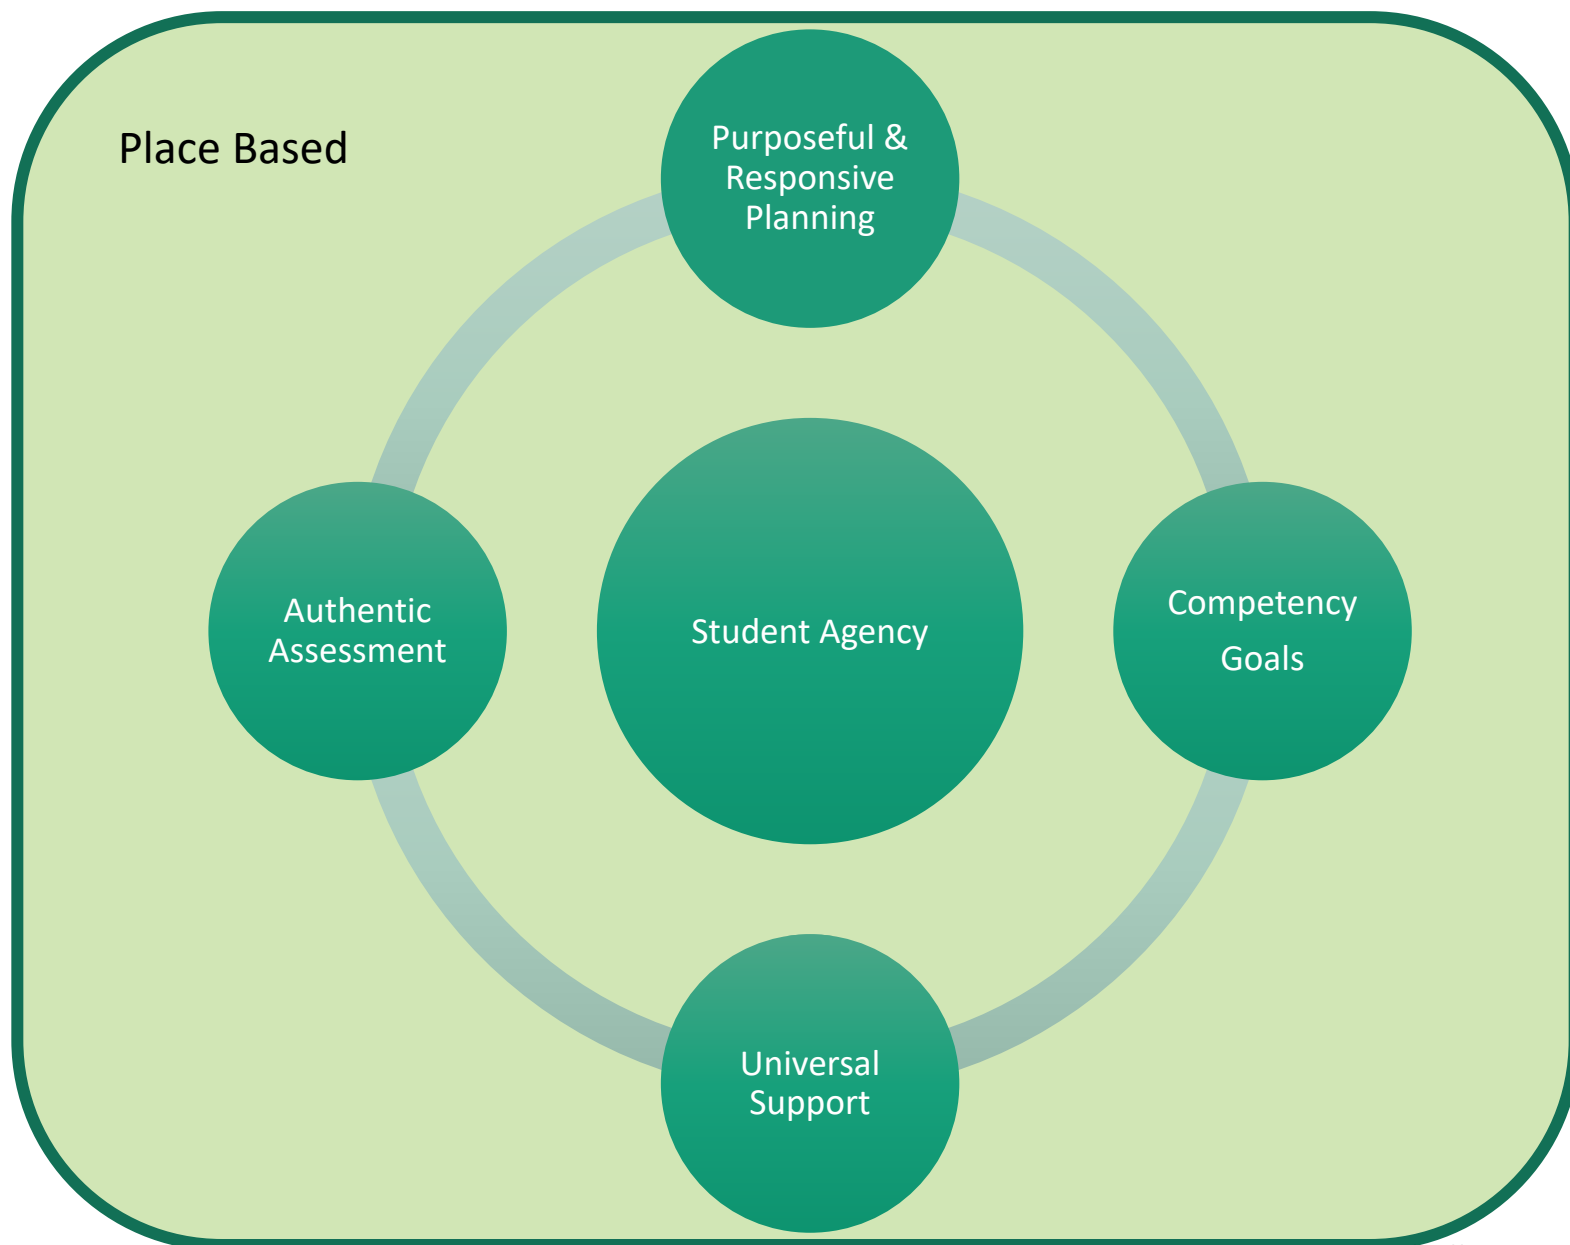 Place Based
Purposeful &
Responsive
Planning
Authentic
Assessment
Student Agency
Competency
Goals
Universal
Support